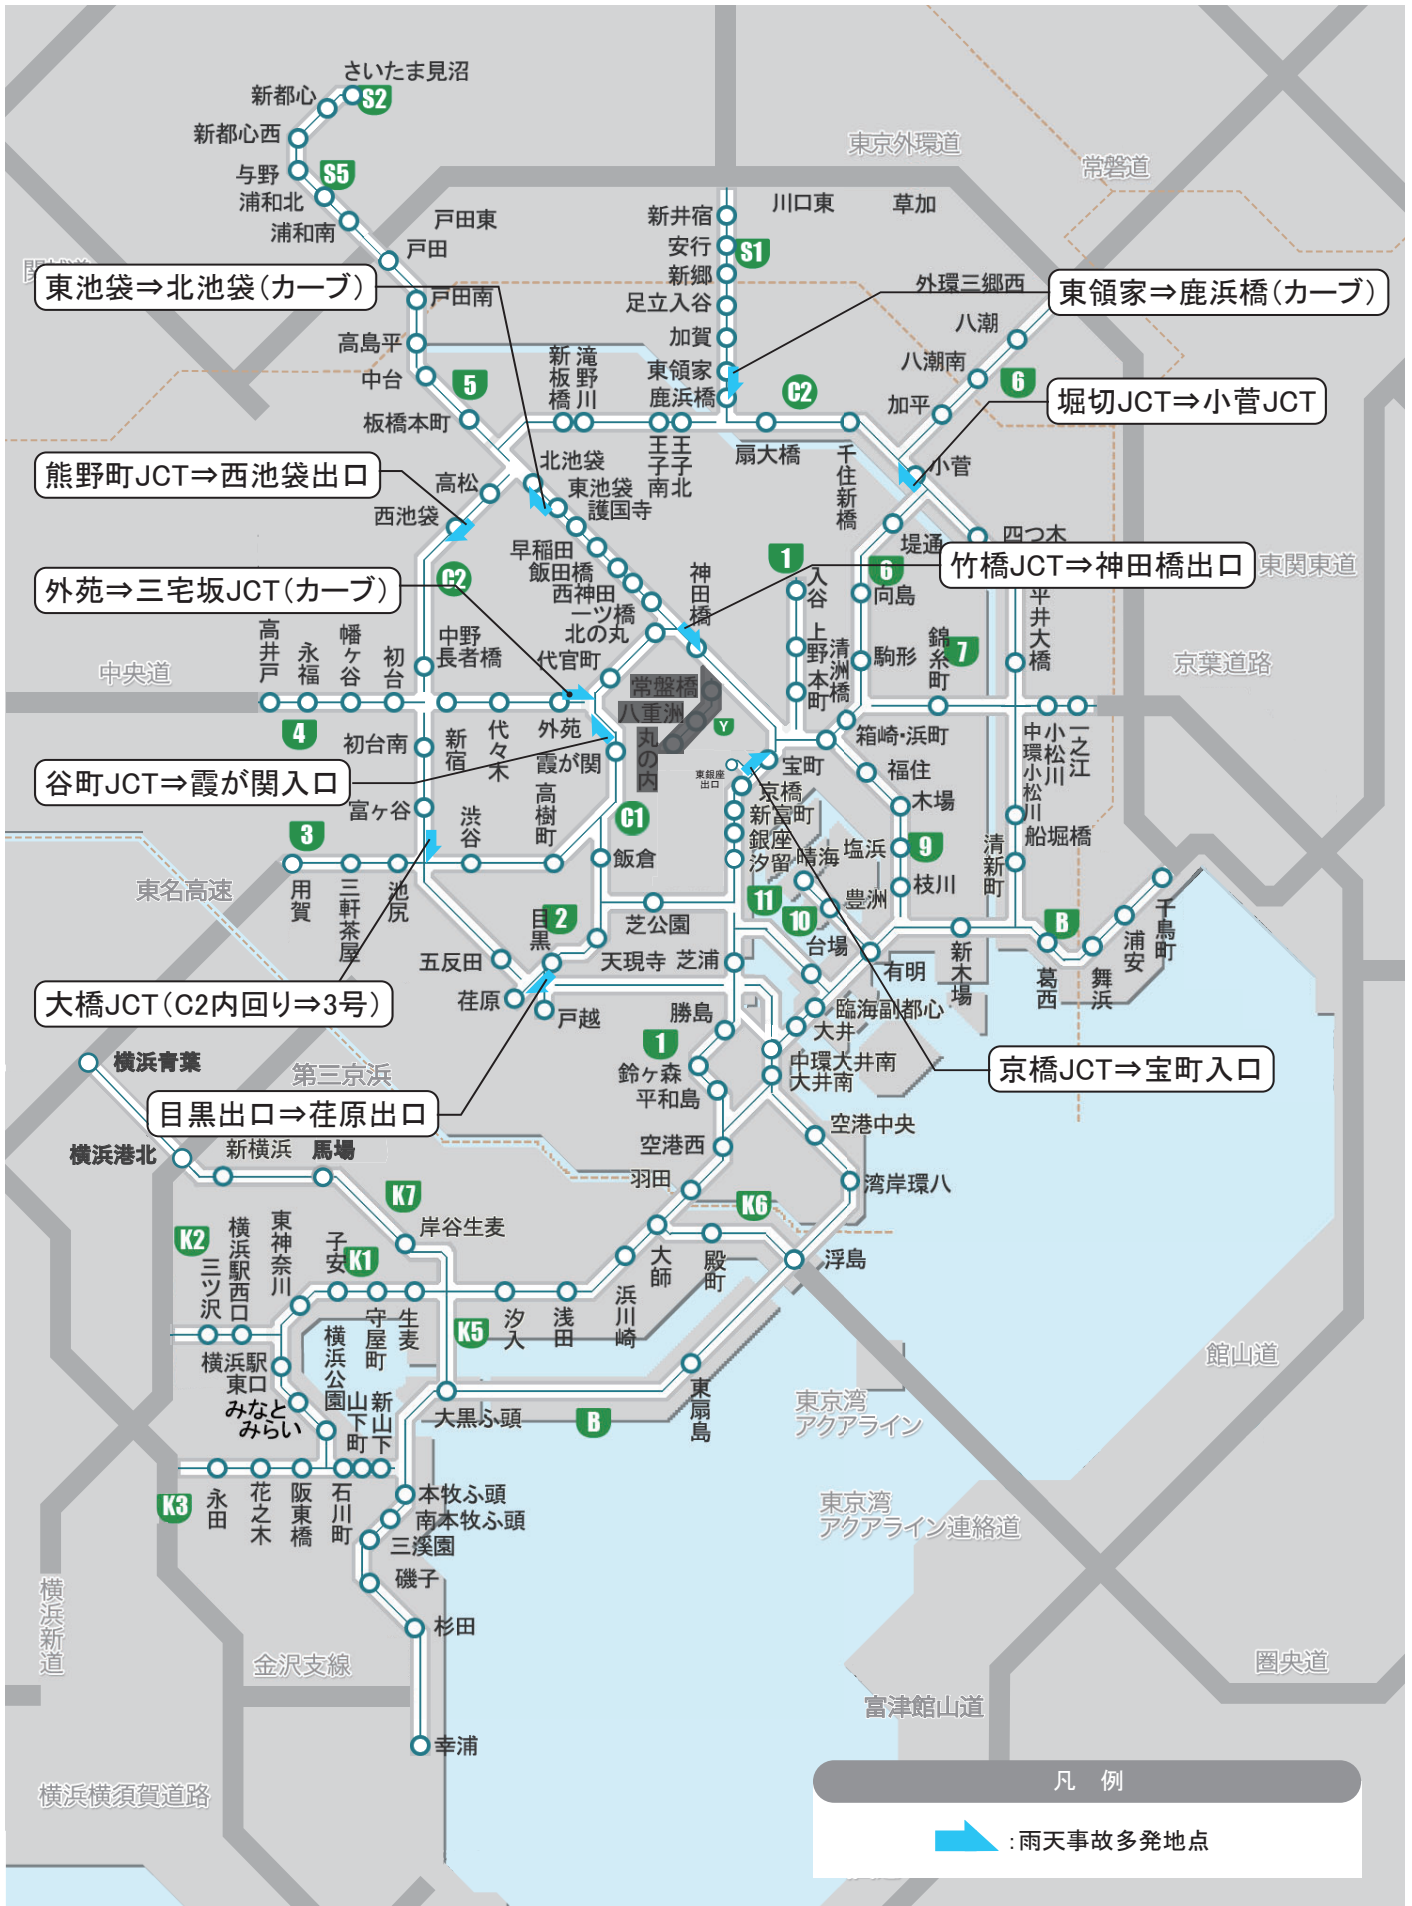 さいたま見沼
S2
新都心
新都心西
与野
S5
浦和北
浦和南
戸田東
戸田
戸田南
東京外環道
常磐道
新井宿
川口東
草加
安行
S1
新郷
足立入谷
加賀
東領家
鹿浜橋
外環三郷西
八潮
八潮南
6
加平
東池袋⇒北池袋(カーブ)
東領家⇒鹿浜橋(カーブ)
堀切JCT⇒小菅JCT
高島平
中台
5
板橋本町
新板橋
滝野川
王子南
王子北
C2
扇大橋
千住新橋
小菅
熊野町JCT⇒西池袋出口
高松
西池袋
北池袋
東池袋
護国寺
早稲田
飯田橋
西神田
一ツ橋
北の丸
代官町
神田橋
1
入谷
上野
本町
清洲橋
堤通
6
向島
駒形
錦糸町
7
四つ木
平井大橋
竹橋JCT⇒神田橋出口
東関東道
京葉道路
外苑⇒三宅坂JCT(カーブ)
C2
中央道
高井戸
永福
幡ヶ谷
初台
4
中野長者橋
初台南
新宿
代々木
外苑
霞が関
常盤橋
八重洲
丸の内
Y
東銀座
出口
宝町
京橋
新富町
銀座
汐留
箱崎・浜町
福住
木場
塩浜
9
枝川
中環小松川
小松川
一之江
船堀橋
清新町
谷町JCT⇒霞が関入口
富ヶ谷
3
渋谷
高樹町
C1
飯倉
東名高速
用賀
三軒茶屋
池尻
晴海
豊洲
11
10
台場
芝公園
2
目黒
天現寺
芝浦
五反田
荏原
戸越
有明
新木場
B
葛西
舞浜
浦安
千鳥町
大橋JCT(C2内回り⇒3号)
勝島
臨海副都心
大井
中環大井南
大井南
京橋JCT⇒宝町入口
1
鈴ヶ森
平和島
横浜青葉
第三京浜
目黒出口⇒荏原出口
横浜港北
新横浜
馬場
空港西
空港中央
羽田
湾岸環八
K7
K6
岸谷生麦
K2
三ツ沢
横浜駅西口
東神奈川
子安
K1
守屋町
生麦
K5
汐入
浅田
浜川崎
大師
殿町
浮島
横浜駅
東口
みなと
みらい
横浜公園
山下町
新山下
大黒ふ頭
B
東扇島
館山道
東京湾
アクアライン
東京湾
アクアライン連絡道
K3
永田
花之木
阪東橋
石川町
本牧ふ頭
南本牧ふ頭
三溪園
磯子
杉田
幸浦
横浜新道
金沢支線
横浜横須賀道路
圏央道
富津館山道
凡 例
:雨天事故多発地点